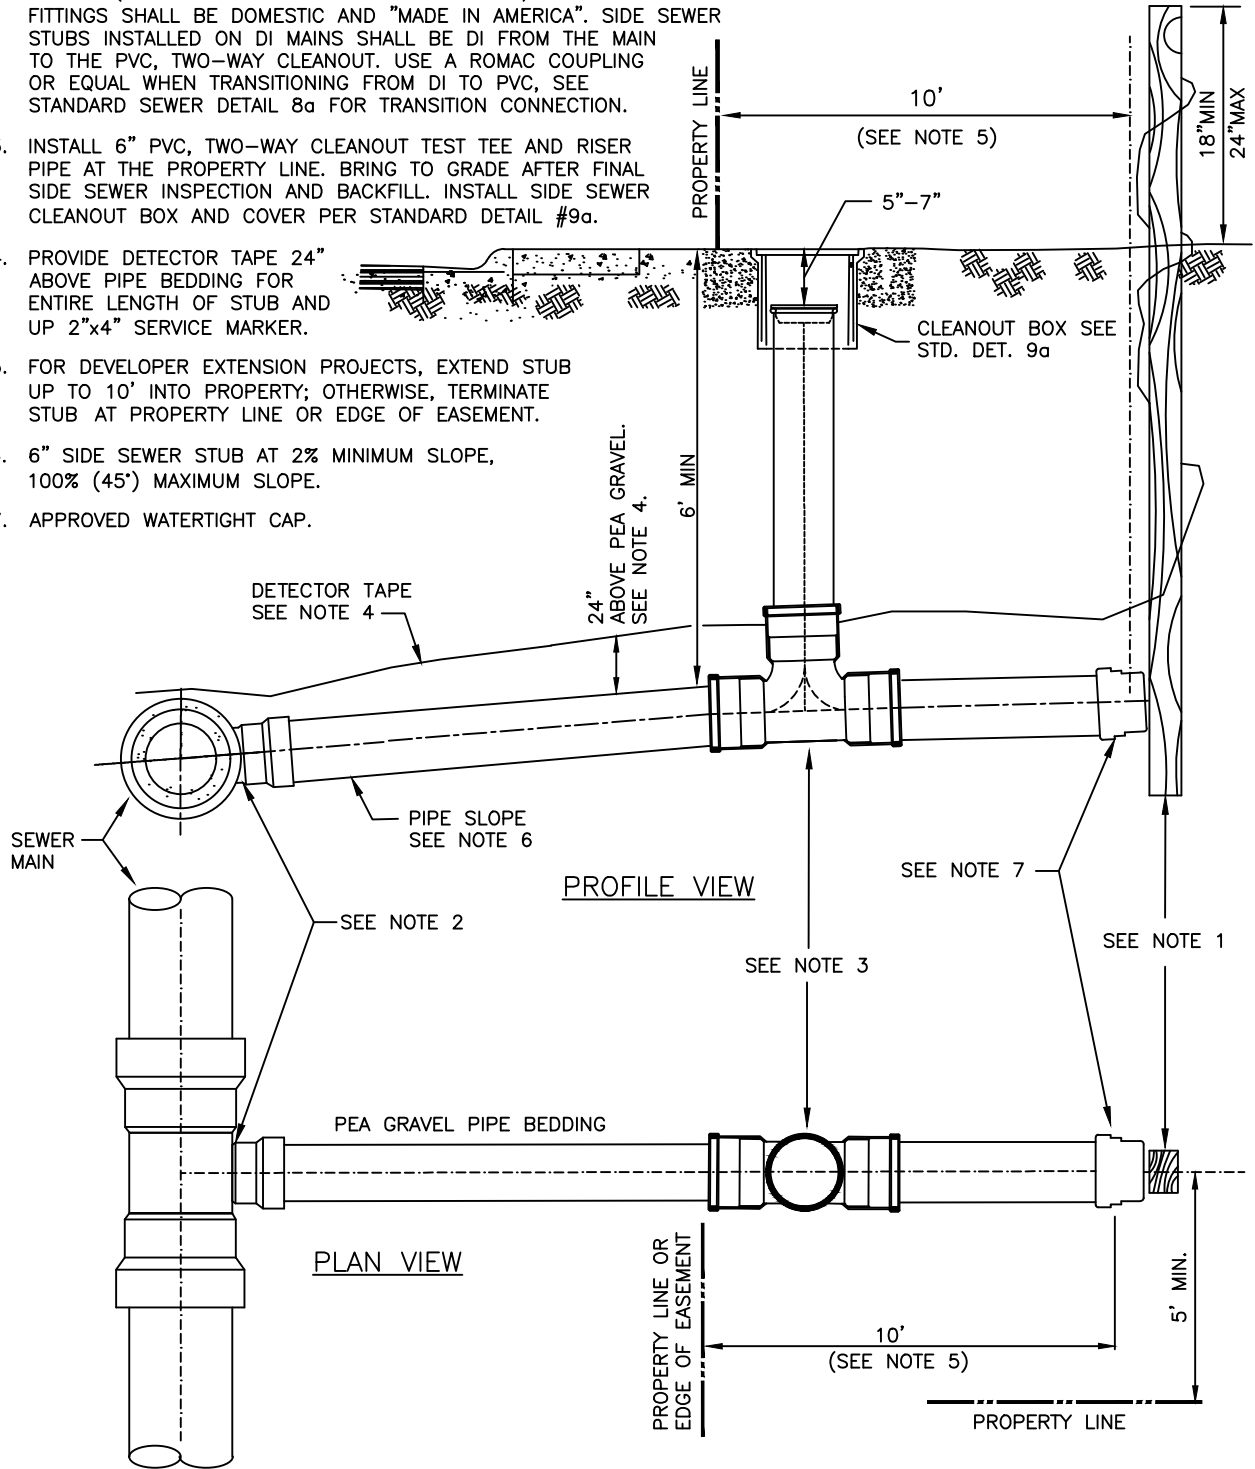 FITTINGS SHALL BE DOMESTIC AND "MADE IN AMERICA". SIDE SEWER
STUBS INSTALLED ON DI MAINS SHALL BE DI FROM THE MAIN
TO THE PVC, TWO-WAY CLEANOUT. USE A ROMAC COUPLING
OR EQUAL WHEN TRANSITIONING FROM DI TO PVC, SEE
STANDARD SEWER DETAIL 8a FOR TRANSITION CONNECTION.
INSTALL 6" PVC, TWO-WAY CLEANOUT TEST TEE AND RISER
PIPE AT THE PROPERTY LINE. BRING TO GRADE AFTER FINAL
SIDE SEWER INSPECTION AND BACKFILL. INSTALL SIDE SEWER
CLEANOUT BOX AND COVER PER STANDARD DETAIL #9a.
PROVIDE DETECTOR TAPE 24"
ABOVE PIPE BEDDING FOR
ENTIRE LENGTH OF STUB AND
UP 2"x4" SERVICE MARKER.
FOR DEVELOPER EXTENSION PROJECTS, EXTEND STUB
UP TO 10' INTO PROPERTY; OTHERWISE, TERMINATE
STUB AT PROPERTY LINE OR EDGE OF EASEMENT.
6" SIDE SEWER STUB AT 2% MINIMUM SLOPE,
100% (45°) MAXIMUM SLOPE.
APPROVED WATERTIGHT CAP.
PROPERTY LINE
10'
(SEE NOTE 5)
18"MIN
24"MAX
5"-7"
CLEANOUT BOX SEE
STD. DET. 9a
6' MIN
24"
ABOVE PEA GRAVEL.
SEE NOTE 4.
DETECTOR TAPE
SEE NOTE 4
PIPE SLOPE
SEE NOTE 6
SEWER
MAIN
PROFILE VIEW
SEE NOTE 7
SEE NOTE 2
SEE NOTE 3
SEE NOTE 1
PEA GRAVEL PIPE BEDDING
PLAN VIEW
PROPERTY LINE OR
EDGE OF EASEMENT
10'
(SEE NOTE 5)
5' MIN.
PROPERTY LINE